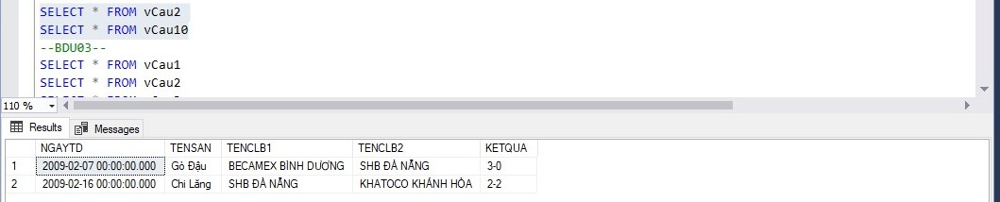 SELECT * FROM vCau2
SELECT * FROM vCau10
--BDU03--
SELECT * FROM vCau1
SELECT * FROM vCau2
110 %
Results Messages
NGAYTD TENSAN TENCLB1 TENCLB2 KETQUA
1 2009-02-07 00:00:00.000 Gò Đậu BECAMEX BÌNH DƯƠNG SHB ĐÀ NẴNG 3-0
2 2009-02-16 00:00:00.000 Chi Lăng SHB ĐÀ NẴNG KHATOCO KHÁNH HÒA 2-2